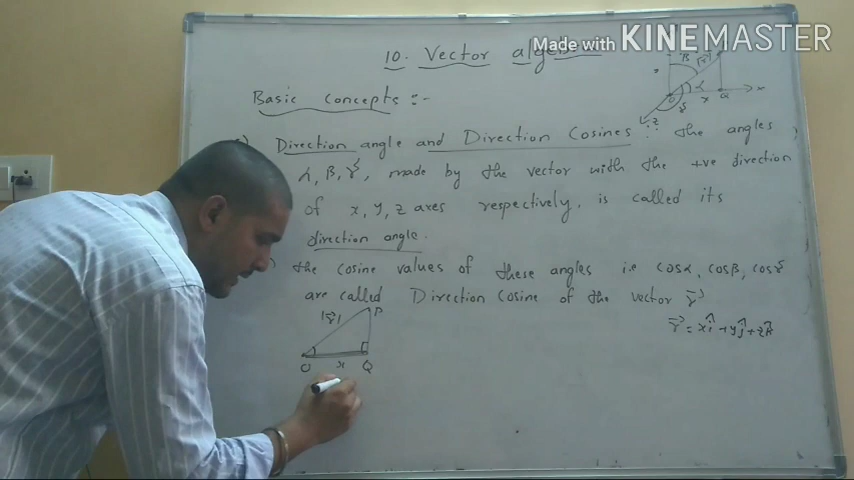 Made with KINEMASTER
10. Vector algebra
Basic concepts :-
Direction angle and Direction Cosines :- the angles
α, β, γ, made by the vector with the +ve direction
of x, y, z axes respectively, is called its
direction angle.
the cosine values of these angles i.e cosα, cosβ, cosγ
are called Direction Cosine of the vector r⃗
r⃗ = xî + yĵ + zk̂
|r⃗| P
O x Q
β |r⃗|
O α x Q x
γ
z